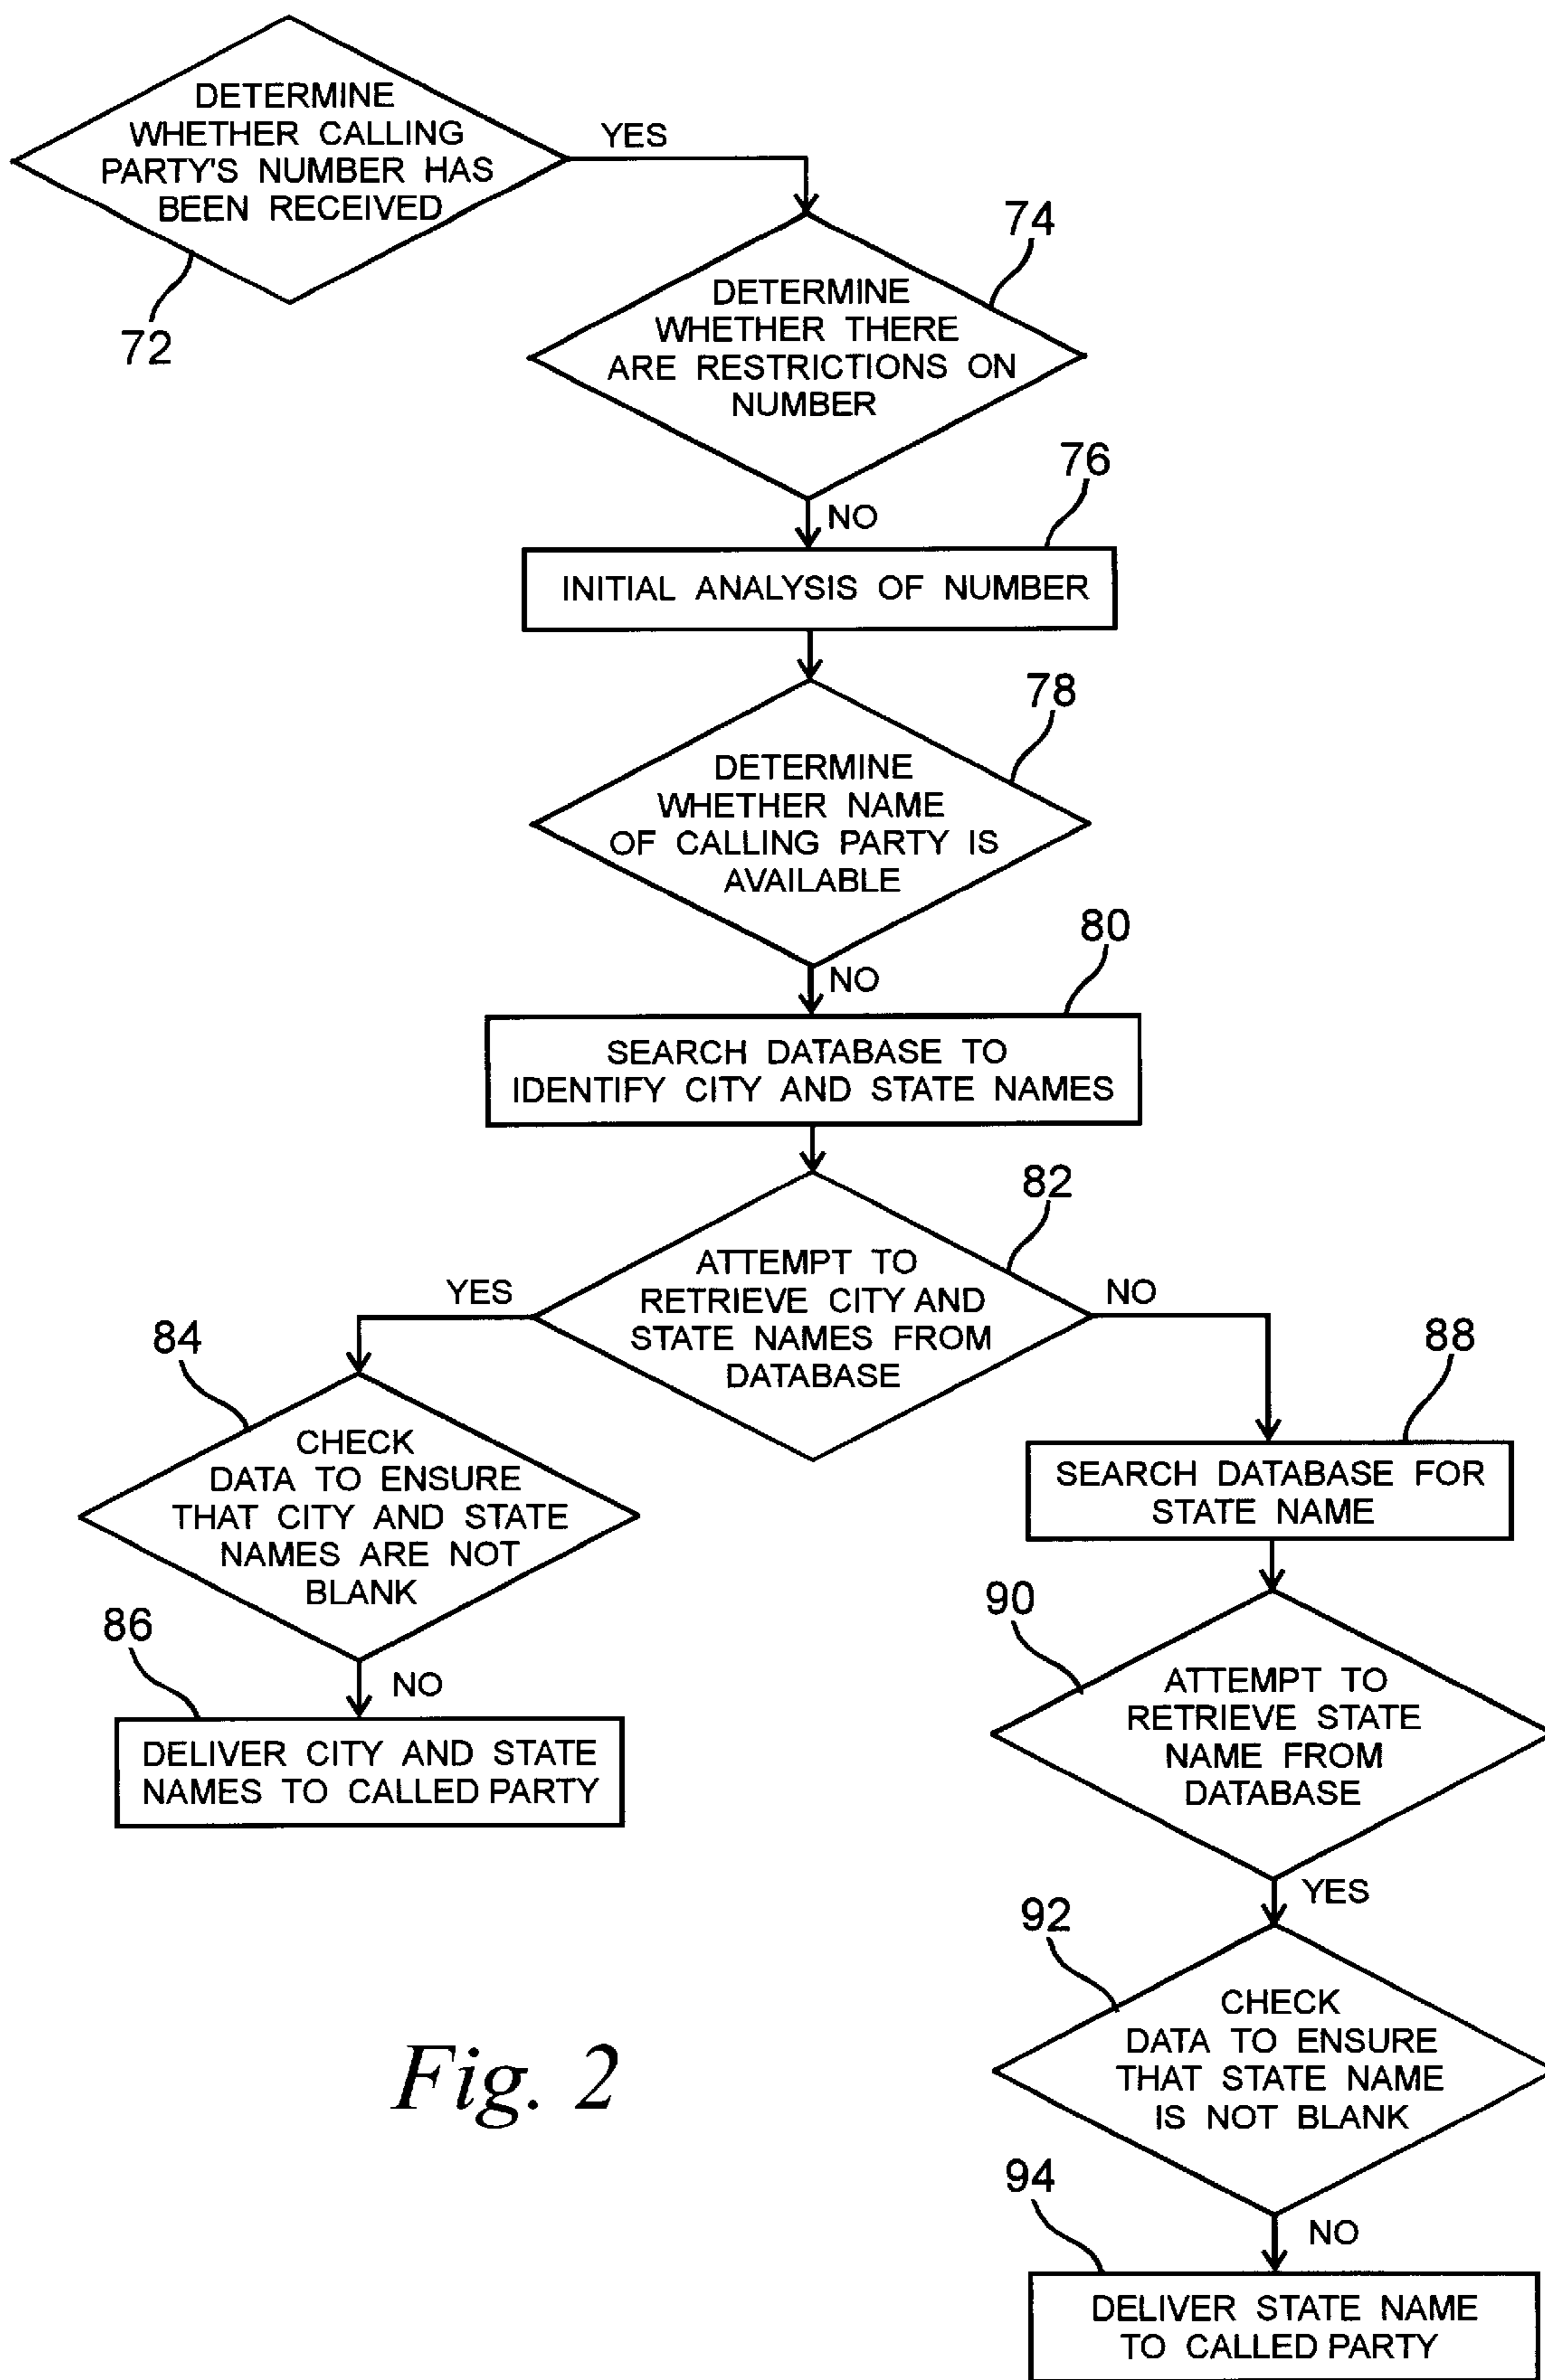 DETERMINE
WHETHER CALLING
PARTY'S NUMBER HAS
BEEN RECEIVED
YES
72
74
DETERMINE
WHETHER THERE
ARE RESTRICTIONS ON
NUMBER
NO
76
INITIAL ANALYSIS OF NUMBER
78
DETERMINE
WHETHER NAME
OF CALLING PARTY IS
AVAILABLE
NO
80
SEARCH DATABASE TO
IDENTIFY CITY AND STATE NAMES
82
ATTEMPT TO
RETRIEVE CITY AND
STATE NAMES FROM
DATABASE
YES
NO
84
CHECK
DATA TO ENSURE
THAT CITY AND STATE
NAMES ARE NOT
BLANK
NO
86
DELIVER CITY AND STATE
NAMES TO CALLED PARTY
88
SEARCH DATABASE FOR
STATE NAME
90
ATTEMPT TO
RETRIEVE STATE
NAME FROM
DATABASE
YES
92
CHECK
DATA TO ENSURE
THAT STATE NAME
IS NOT BLANK
NO
94
DELIVER STATE NAME
TO CALLED PARTY
Fig. 2